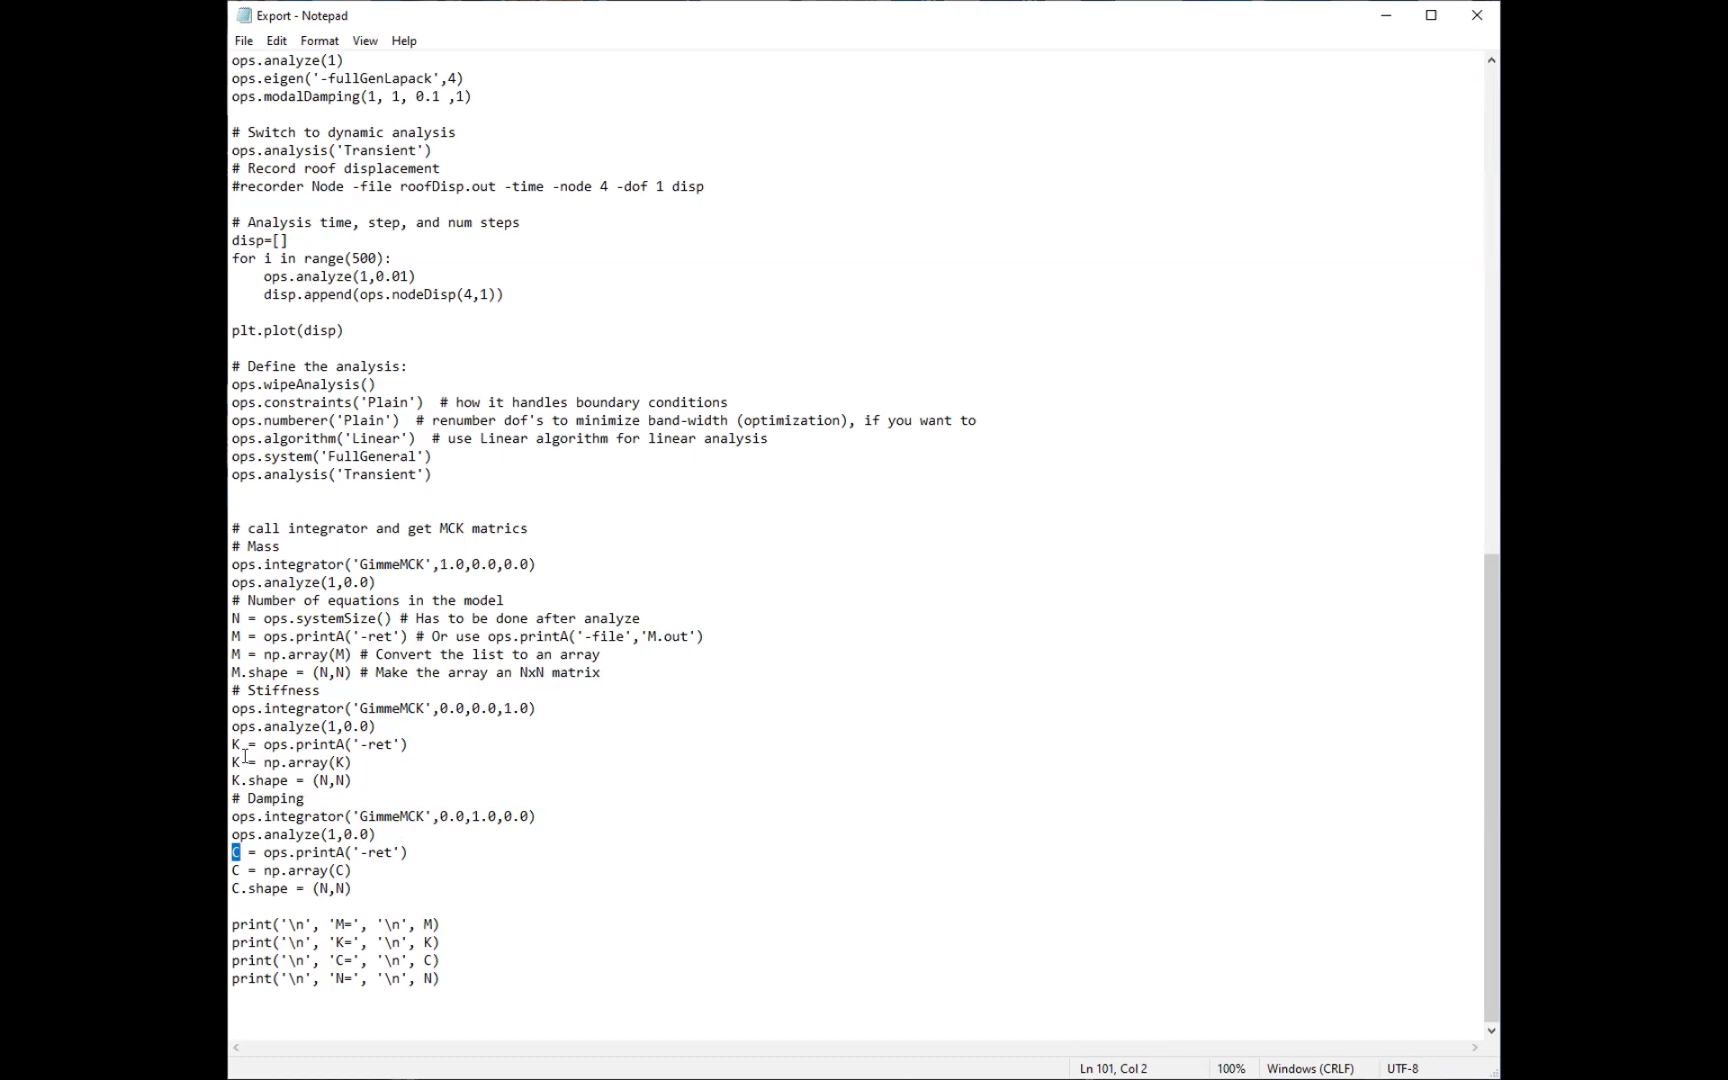 Export - Notepad
File Edit Format View Help
ops.analyze(1)
ops.eigen('-fullGenLapack',4)
ops.modalDamping(1, 1, 0.1 ,1)
# Switch to dynamic analysis
ops.analysis('Transient')
# Record roof displacement
#recorder Node -file roofDisp.out -time -node 4 -dof 1 disp
# Analysis time, step, and num steps
disp=[]
for i in range(500):
    ops.analyze(1,0.01)
    disp.append(ops.nodeDisp(4,1))
plt.plot(disp)
# Define the analysis:
ops.wipeAnalysis()
ops.constraints('Plain')  # how it handles boundary conditions
ops.numberer('Plain')  # renumber dof's to minimize band-width (optimization), if you want to
ops.algorithm('Linear')  # use Linear algorithm for linear analysis
ops.system('FullGeneral')
ops.analysis('Transient')
# call integrator and get MCK matrics
# Mass
ops.integrator('GimmeMCK',1.0,0.0,0.0)
ops.analyze(1,0.0)
# Number of equations in the model
N = ops.systemSize() # Has to be done after analyze
M = ops.printA('-ret') # Or use ops.printA('-file','M.out')
M = np.array(M) # Convert the list to an array
M.shape = (N,N) # Make the array an NxN matrix
# Stiffness
ops.integrator('GimmeMCK',0.0,0.0,1.0)
ops.analyze(1,0.0)
K = ops.printA('-ret')
K = np.array(K)
K.shape = (N,N)
# Damping
ops.integrator('GimmeMCK',0.0,1.0,0.0)
ops.analyze(1,0.0)
C = ops.printA('-ret')
C = np.array(C)
C.shape = (N,N)
print('\n', 'M=', '\n', M)
print('\n', 'K=', '\n', K)
print('\n', 'C=', '\n', C)
print('\n', 'N=', '\n', N)
Ln 101, Col 2 100% Windows (CRLF) UTF-8